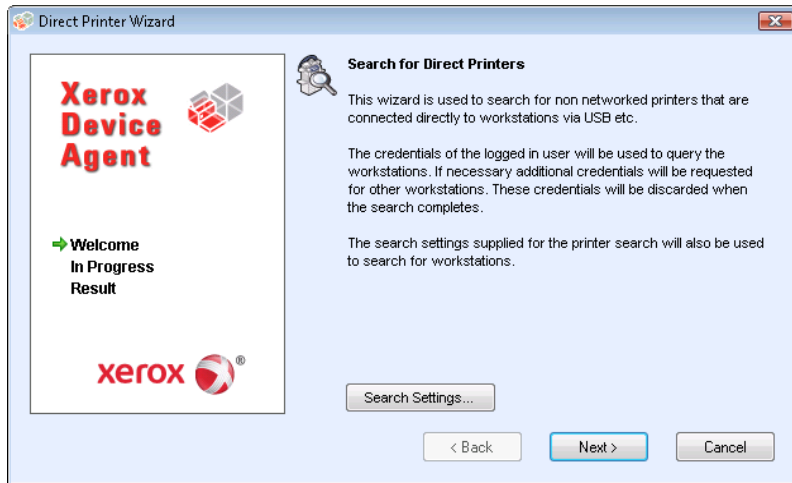 Direct Printer Wizard
Xerox
Device
Agent
Welcome
In Progress
Result
xerox ®
Search for Direct Printers
This wizard is used to search for non networked printers that are
connected directly to workstations via USB etc.
The credentials of the logged in user will be used to query the
workstations. If necessary additional credentials will be requested
for other workstations. These credentials will be discarded when
the search completes.
The search settings supplied for the printer search will also be used
to search for workstations.
Search Settings...
< Back Next > Cancel